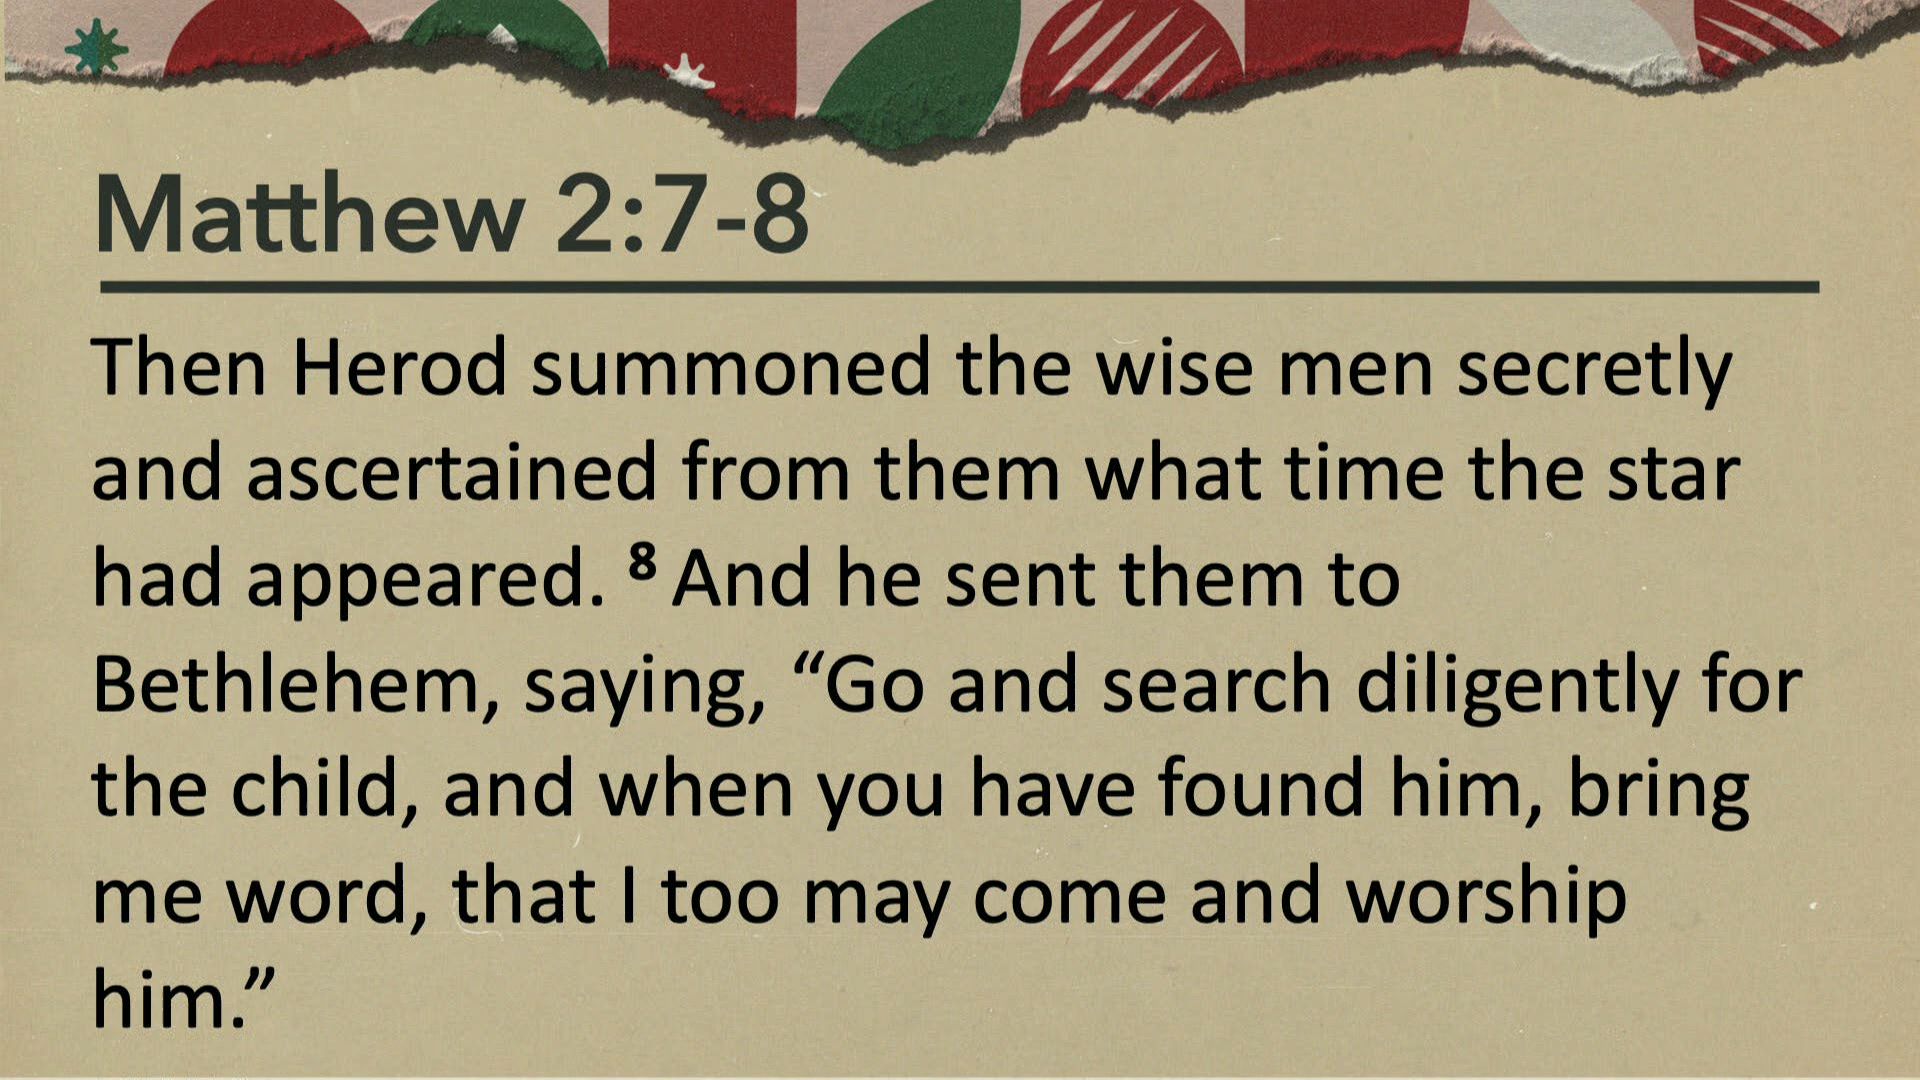 Matthew 2:7-8
Then Herod summoned the wise men secretly
and ascertained from them what time the star
had appeared. 8 And he sent them to
Bethlehem, saying, “Go and search diligently for
the child, and when you have found him, bring
me word, that I too may come and worship
him.”